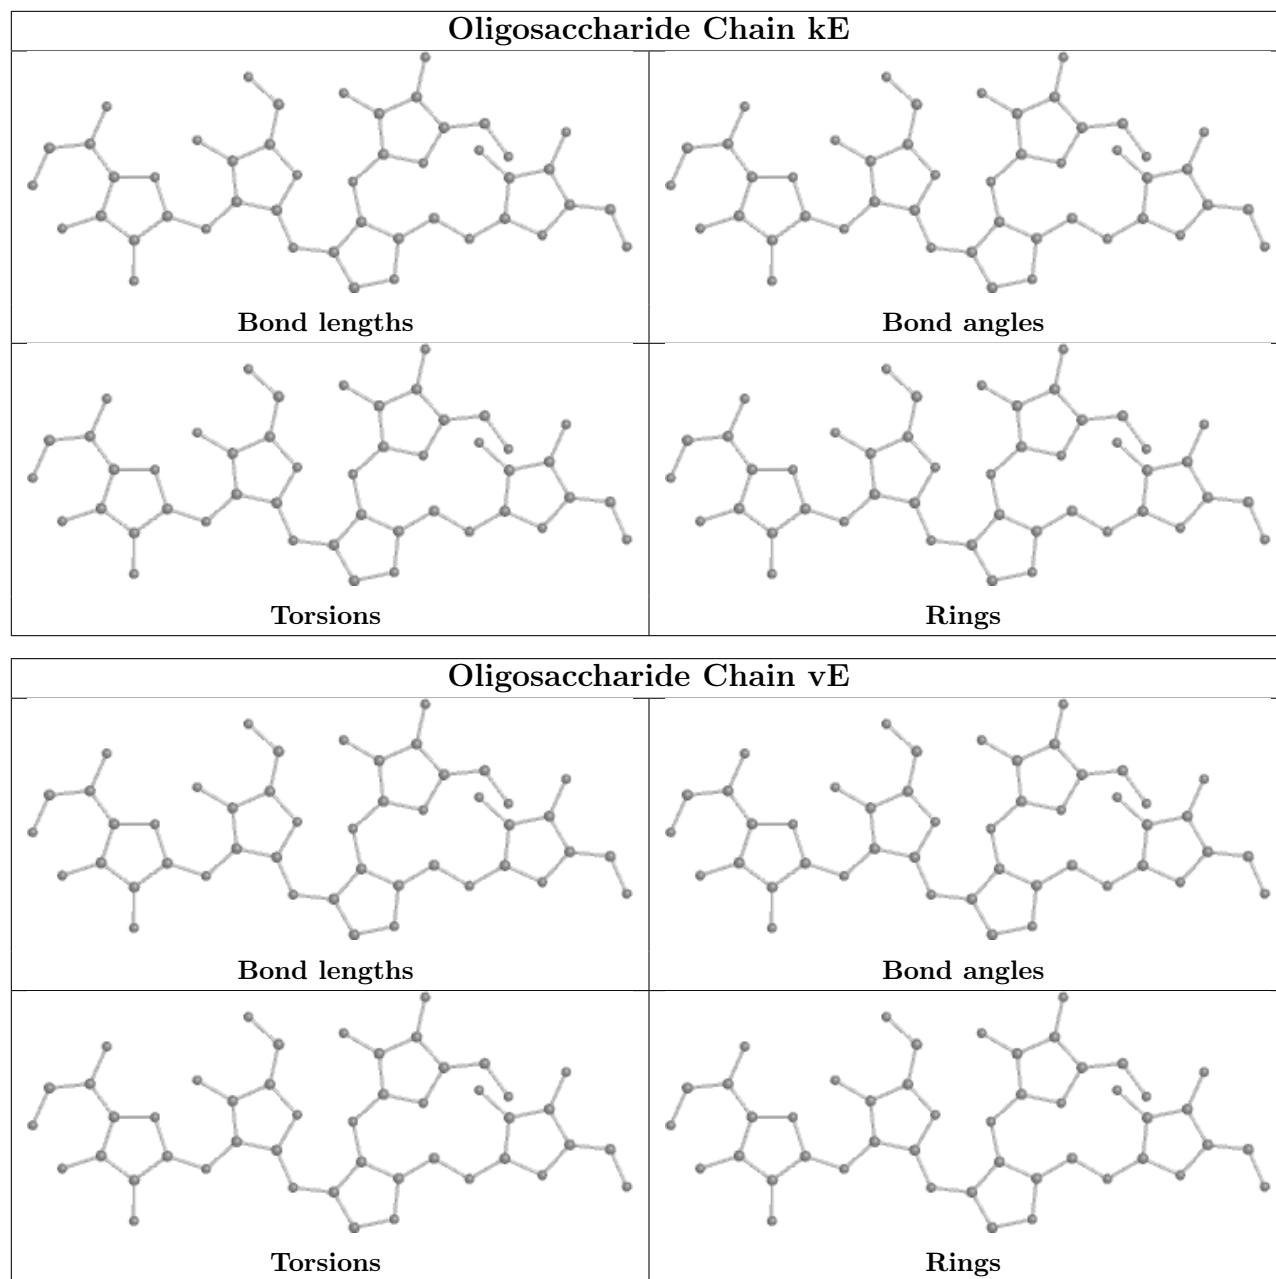 Oligosaccharide Chain kE
Bond lengths
Bond angles
Torsions
Rings
Oligosaccharide Chain vE
Bond lengths
Bond angles
Torsions
Rings